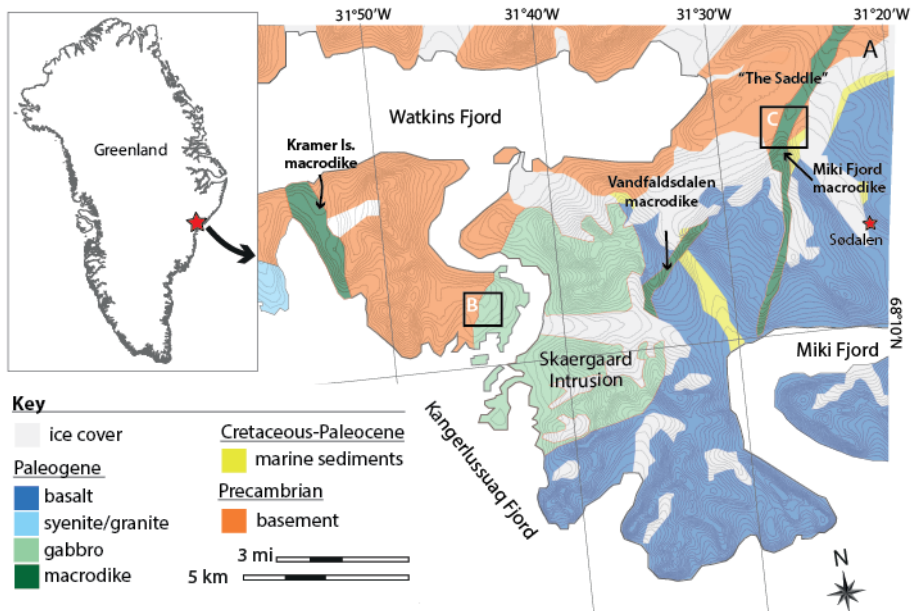 31°50'W
31°40'W
31°30'W
31°20'W
A
"The Saddle"
Greenland
Watkins Fjord
C
Kramer Is.
macrodike
Vandfaldsdalen
macrodike
Miki Fjord
macrodike
Sødalen
B
68°10'N
Skaergaard
Intrusion
Miki Fjord
Kangerlussuaq Fjord
Key
ice cover
Paleogene
basalt
syenite/granite
gabbro
macrodike
Cretaceous-Paleocene
marine sediments
Precambrian
basement
3 mi
5 km
N